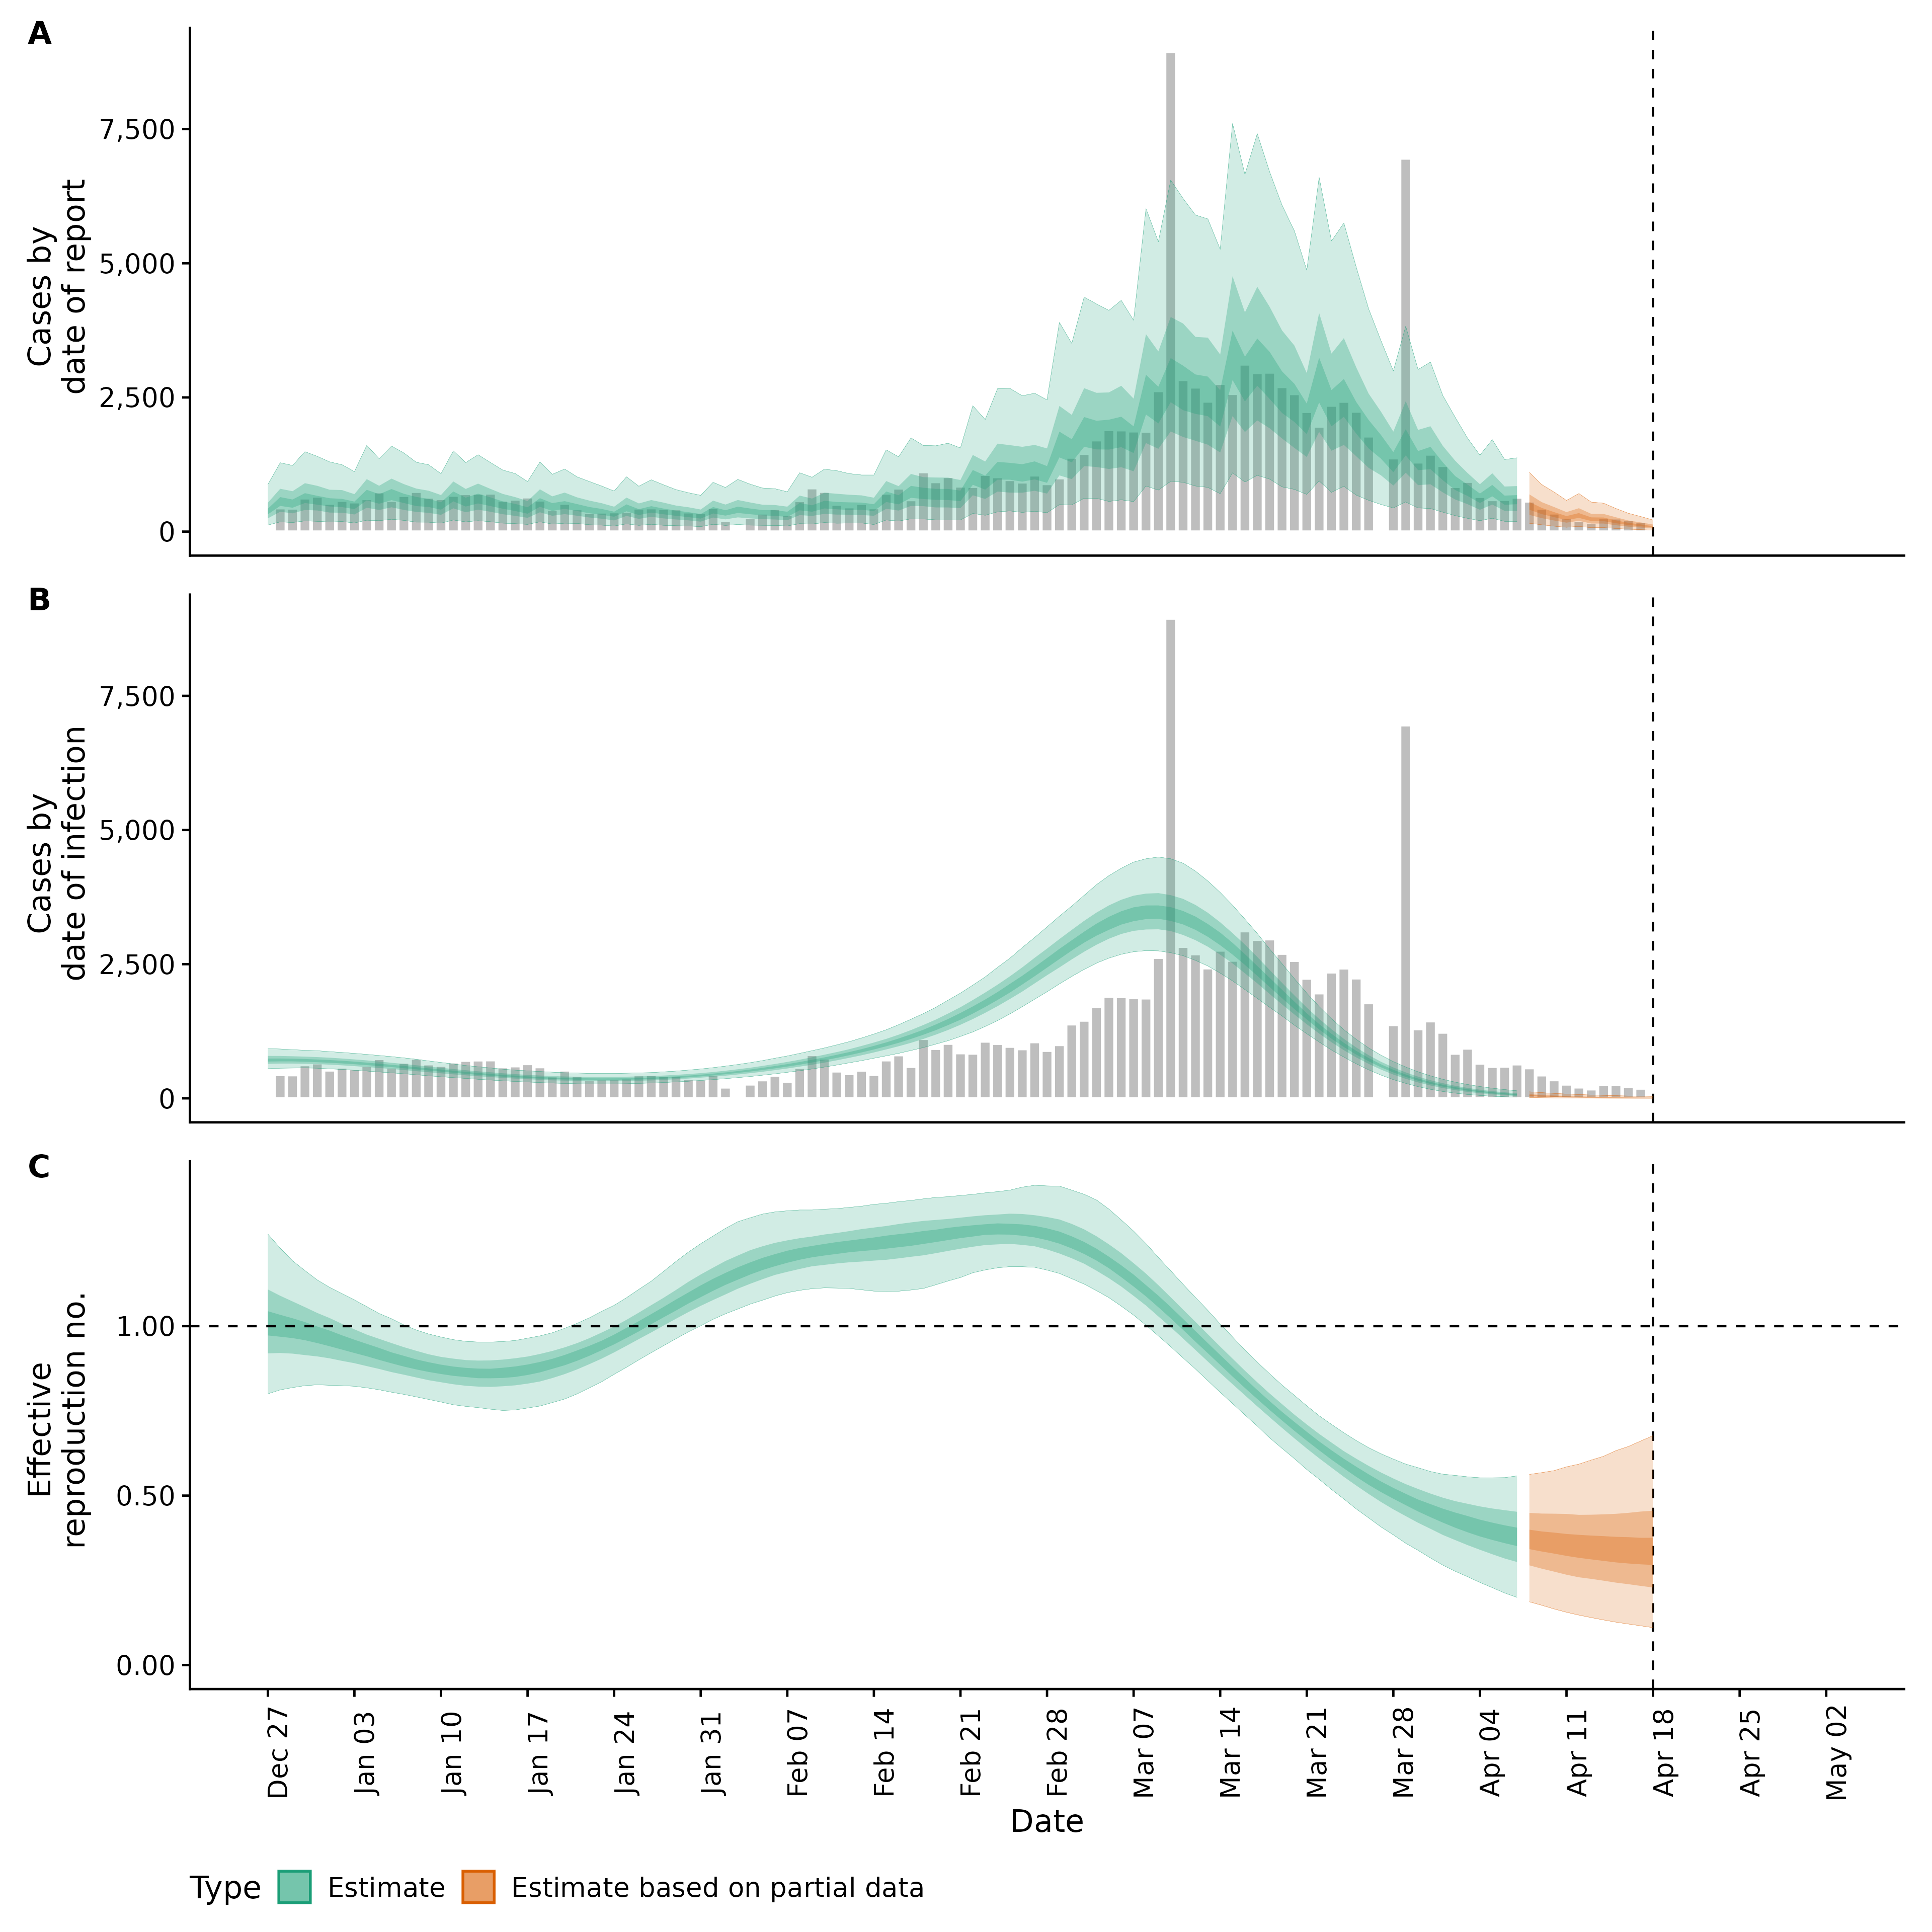 A
Cases by
date of report
7,500
5,000
2,500
0
B
Cases by
date of infection
7,500
5,000
2,500
0
C
Effective
reproduction no.
1.00
0.50
0.00
Dec 27
Jan 03
Jan 10
Jan 17
Jan 24
Jan 31
Feb 07
Feb 14
Feb 21
Feb 28
Mar 07
Mar 14
Mar 21
Mar 28
Apr 04
Apr 11
Apr 18
Apr 25
May 02
Date
Type Estimate Estimate based on partial data